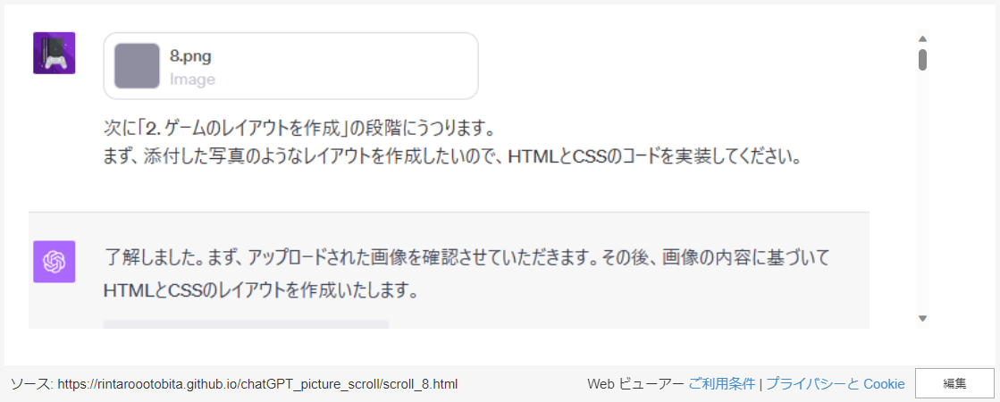 8.png
Image
次に「2. ゲームのレイアウトを作成」の段階にうつります。
まず、添付した写真のようなレイアウトを作成したいので、HTMLとCSSのコードを実装してください。
了解しました。まず、アップロードされた画像を確認させていただきます。その後、画像の内容に基づいて
HTMLとCSSのレイアウトを作成いたします。
ソース: https://rintaroootobita.github.io/chatGPT_picture_scroll/scroll_8.html
Web ビューアー ご利用条件 | プライバシーと Cookie
編集